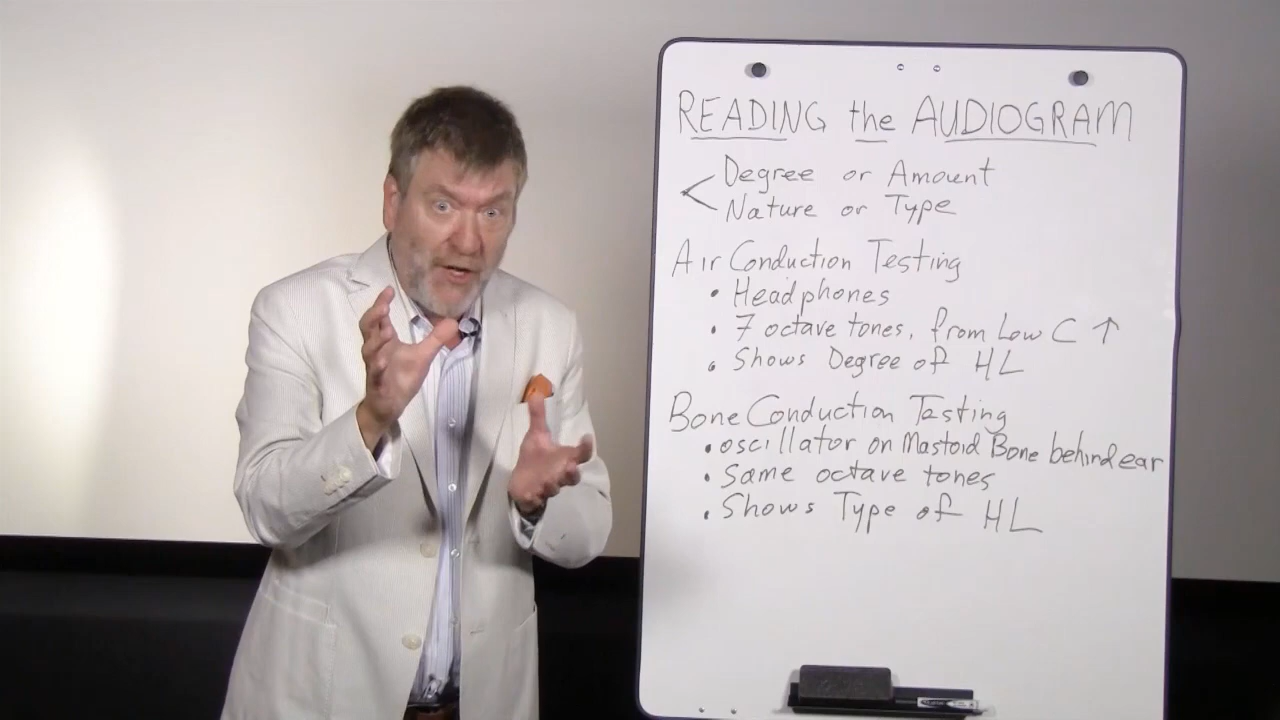 READING the AUDIOGRAM
Degree or Amount
Nature or Type
Air Conduction Testing
• Headphones
• 7 octave tones, from Low C ↑
• Shows Degree of HL
Bone Conduction Testing
• oscillator on Mastoid Bone behind ear
• Same octave tones
• Shows Type of HL